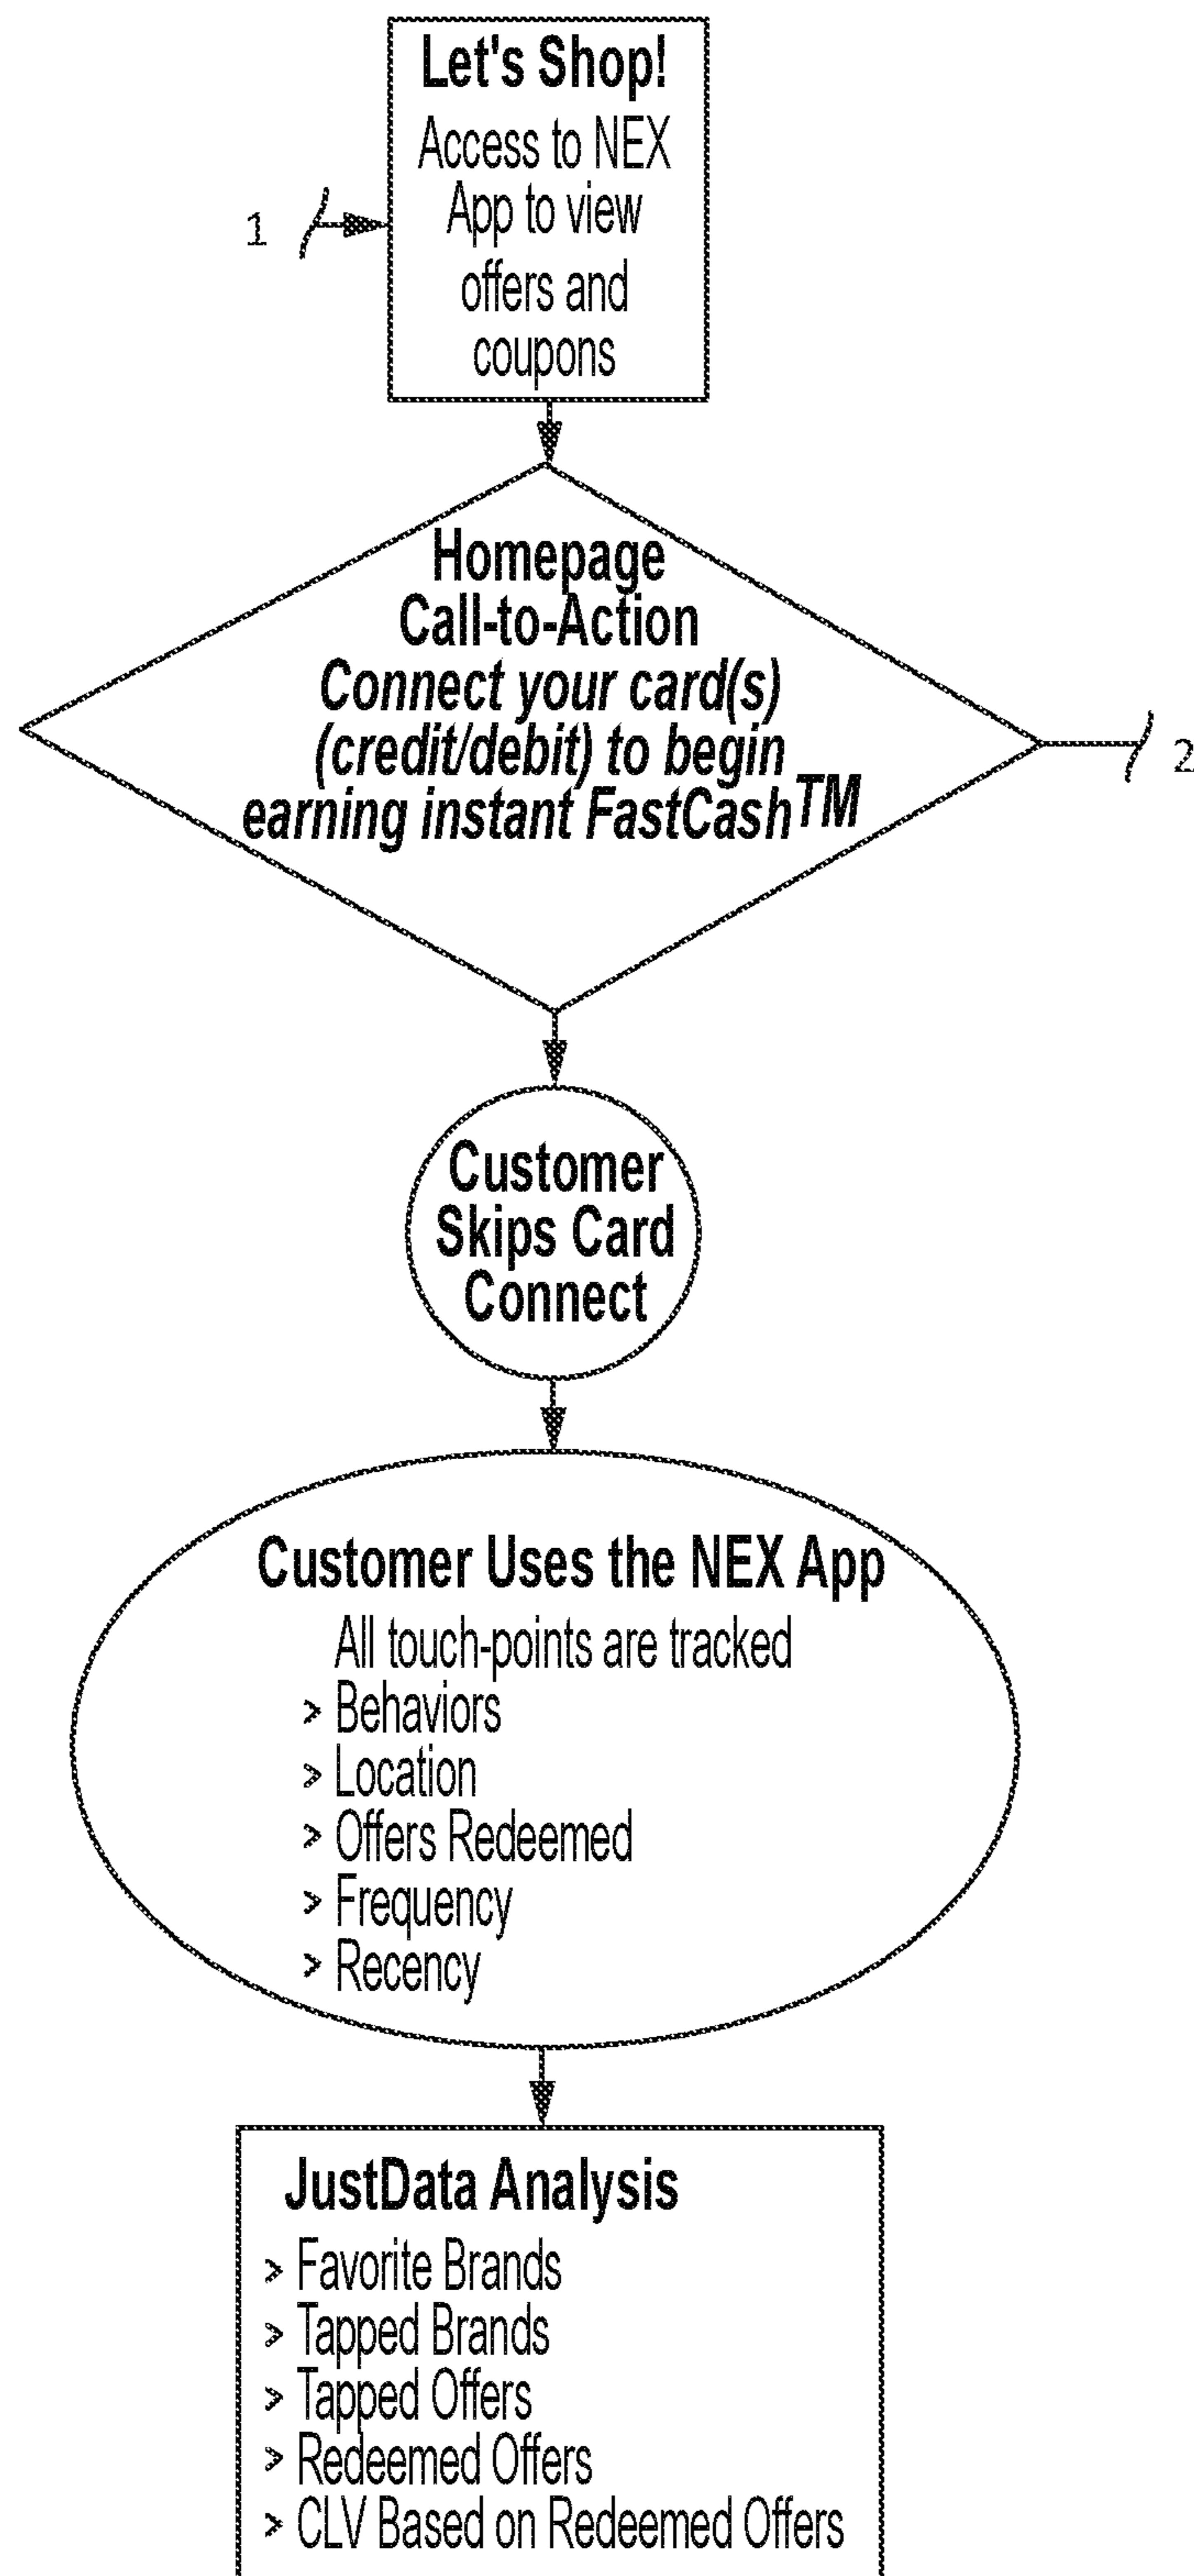 Let's Shop!
Access to NEX
App to view
offers and
coupons
1
Homepage
Call-to-Action
Connect your card(s)
(credit/debit) to begin
earning instant FastCash™
2
Customer
Skips Card
Connect
Customer Uses the NEX App
All touch-points are tracked
> Behaviors
> Location
> Offers Redeemed
> Frequency
> Recency
JustData Analysis
> Favorite Brands
> Tapped Brands
> Tapped Offers
> Redeemed Offers
> CLV Based on Redeemed Offers